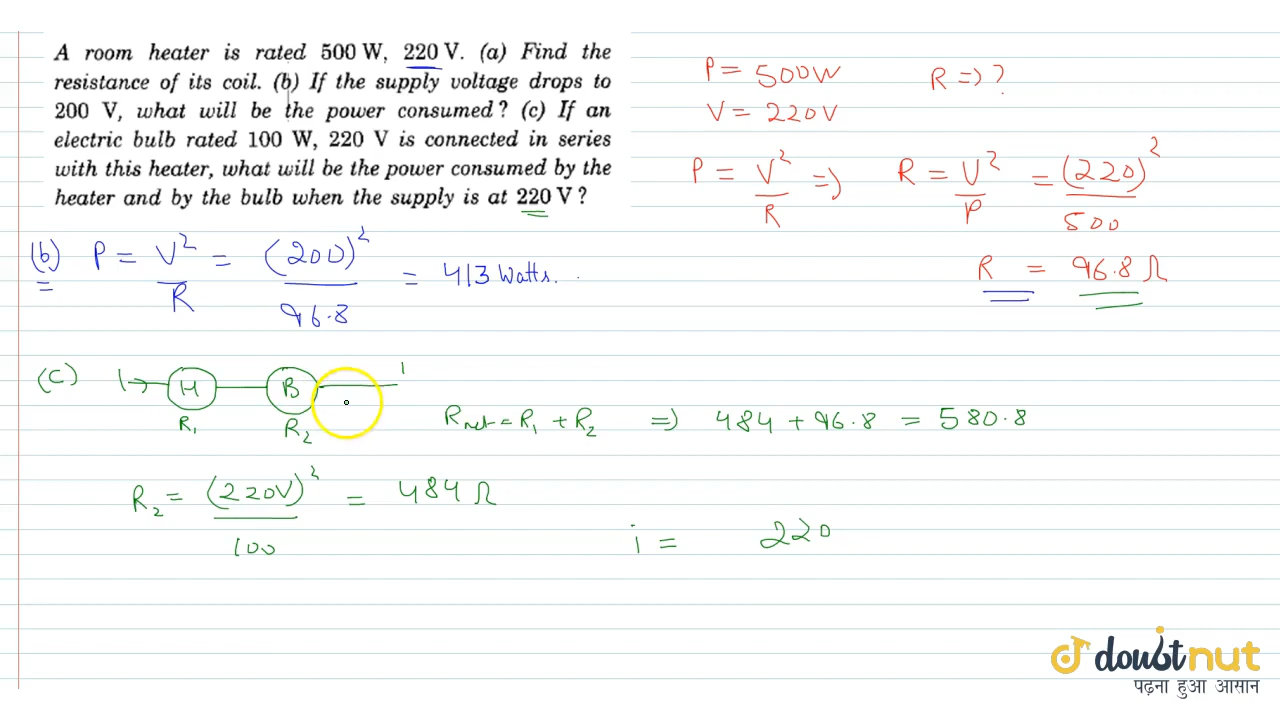 A room heater is rated 500 W, 220 V. (a) Find the
resistance of its coil. (b) If the supply voltage drops to
200 V, what will be the power consumed? (c) If an
electric bulb rated 100 W, 220 V is connected in series
with this heater, what will be the power consumed by the
heater and by the bulb when the supply is at 220 V?
P = 500W
R => ?
V = 220V
P = V² / R => R = V² / P = (220)² / 500
R = 96.8 Ω
(b) P = V² / R = (200)² / 96.8 = 413 Watts.
(C) H B
R₁ R₂
Rnet = R₁ + R₂ => 484 + 96.8 = 580.8
R₂ = (220V)² / 100 = 484 Ω
i = 220
doubtnut
पढ़ना हुआ आसान